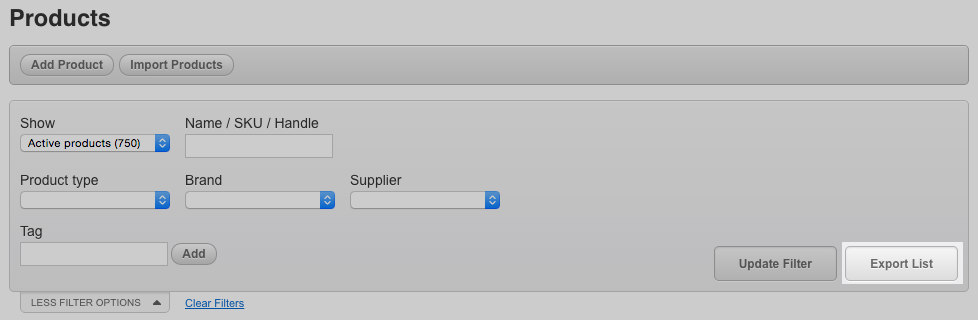 Products
Add Product Import Products
Show Name / SKU / Handle
Active products (750)
Product type Brand Supplier
Tag
Add
Update Filter Export List
LESS FILTER OPTIONS Clear Filters